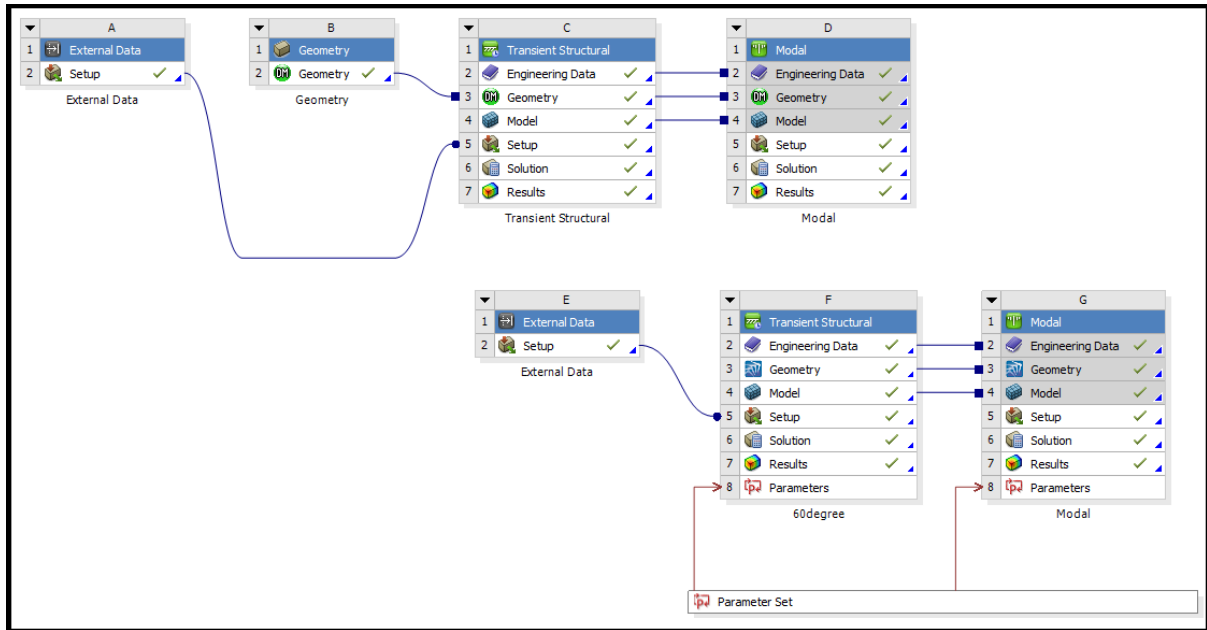 A
1 External Data
2 Setup
External Data
B
1 Geometry
2 DM Geometry
Geometry
C
1 Transient Structural
2 Engineering Data
3 DM Geometry
4 Model
5 Setup
6 Solution
7 Results
Transient Structural
D
1 Modal
2 Engineering Data
3 DM Geometry
4 Model
5 Setup
6 Solution
7 Results
Modal
E
1 External Data
2 Setup
External Data
F
1 Transient Structural
2 Engineering Data
3 Geometry
4 Model
5 Setup
6 Solution
7 Results
8 Parameters
60degree
G
1 Modal
2 Engineering Data
3 Geometry
4 Model
5 Setup
6 Solution
7 Results
8 Parameters
Modal
Parameter Set